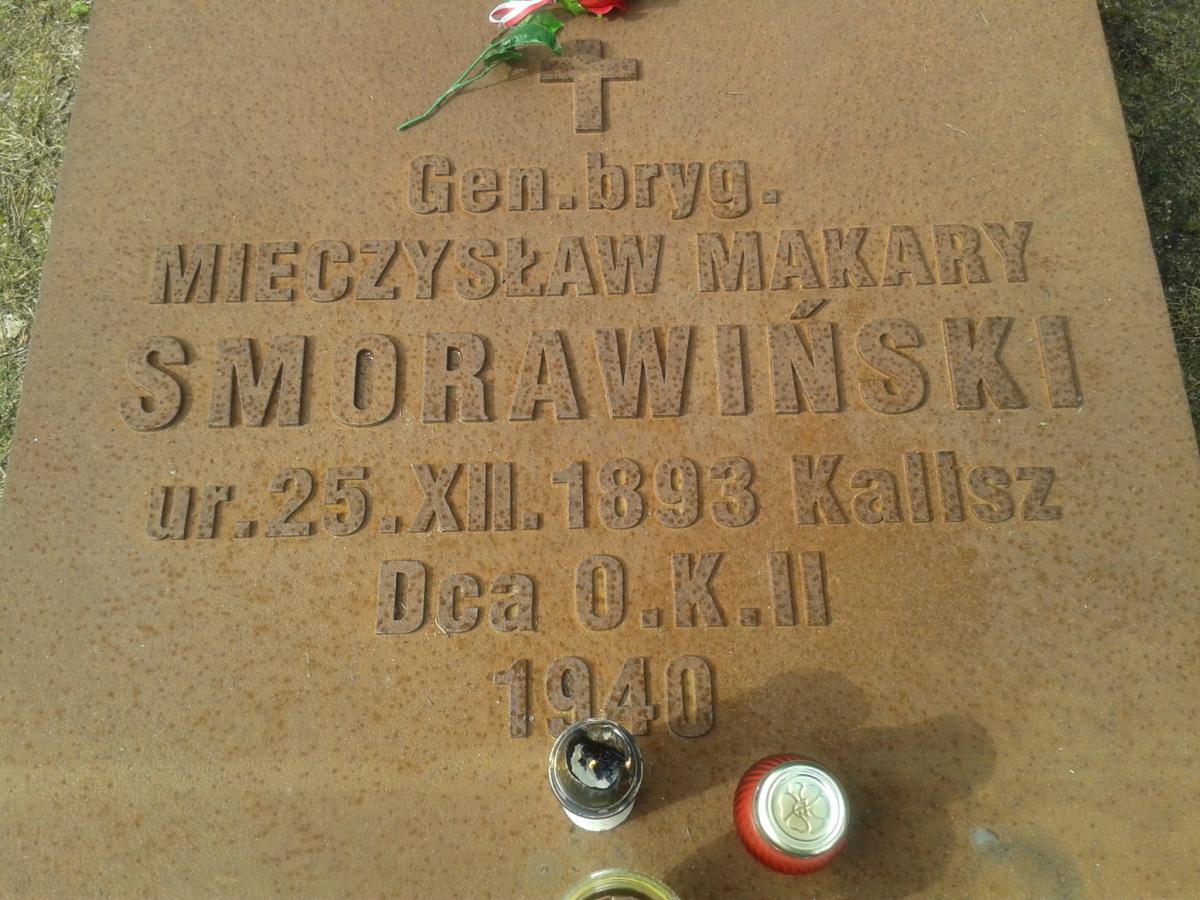 Gen.bryg.
MIECZYSŁAW MAKARY
SMORAWIŃSKI
ur.25.XII.1893 Kalisz
Dca O.K.II
1940